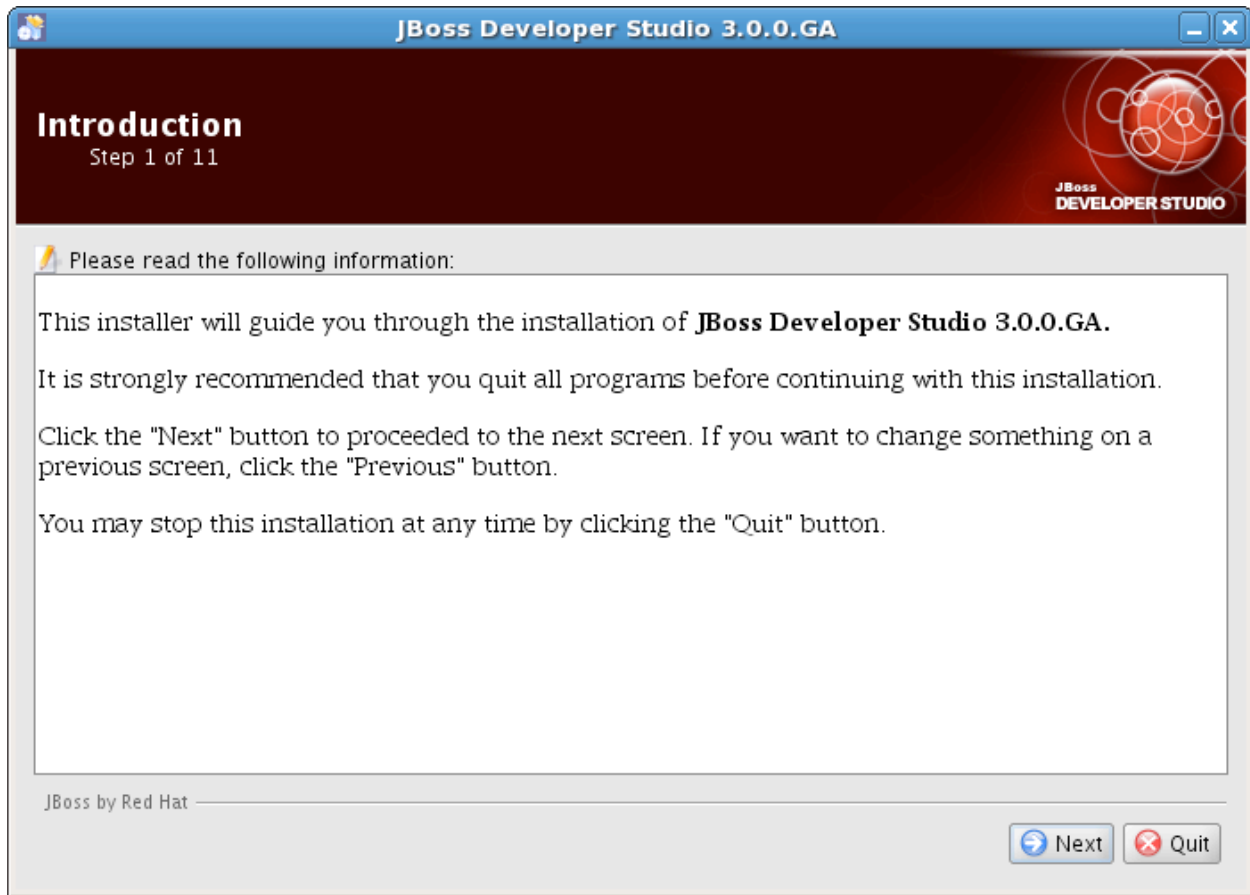 JBoss Developer Studio 3.0.0.GA
Introduction
Step 1 of 11
JBoss
DEVELOPER STUDIO
Please read the following information:
This installer will guide you through the installation of JBoss Developer Studio 3.0.0.GA.
It is strongly recommended that you quit all programs before continuing with this installation.
Click the "Next" button to proceeded to the next screen. If you want to change something on a
previous screen, click the "Previous" button.
You may stop this installation at any time by clicking the "Quit" button.
JBoss by Red Hat
Next
Quit